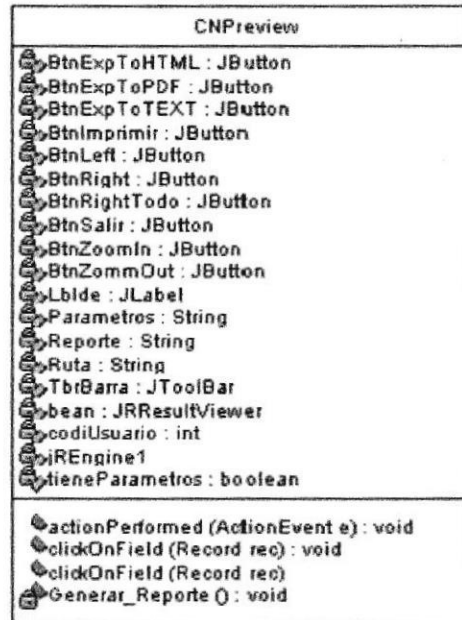 CNPreview
BtnExpToHTML : JButton
BtnExpToPDF : JButton
BtnExpToTEXT : JButton
BtnImprimir : JButton
BtnLeft : JButton
BtnRight : JButton
BtnRightTodo : JButton
BtnSalir : JButton
BtnZoomIn : JButton
BtnZommOut : JButton
LblDe : JLabel
Parametros : String
Reporte : String
Ruta : String
TbrBarra : JToolBar
bean : JRResultViewer
codiUsuario : int
jREngine1
tieneParametros : boolean
actionPerformed (ActionEvent e) : void
clickOnField (Record rec) : void
clickOnField (Record rec)
Generar_Reporte () : void